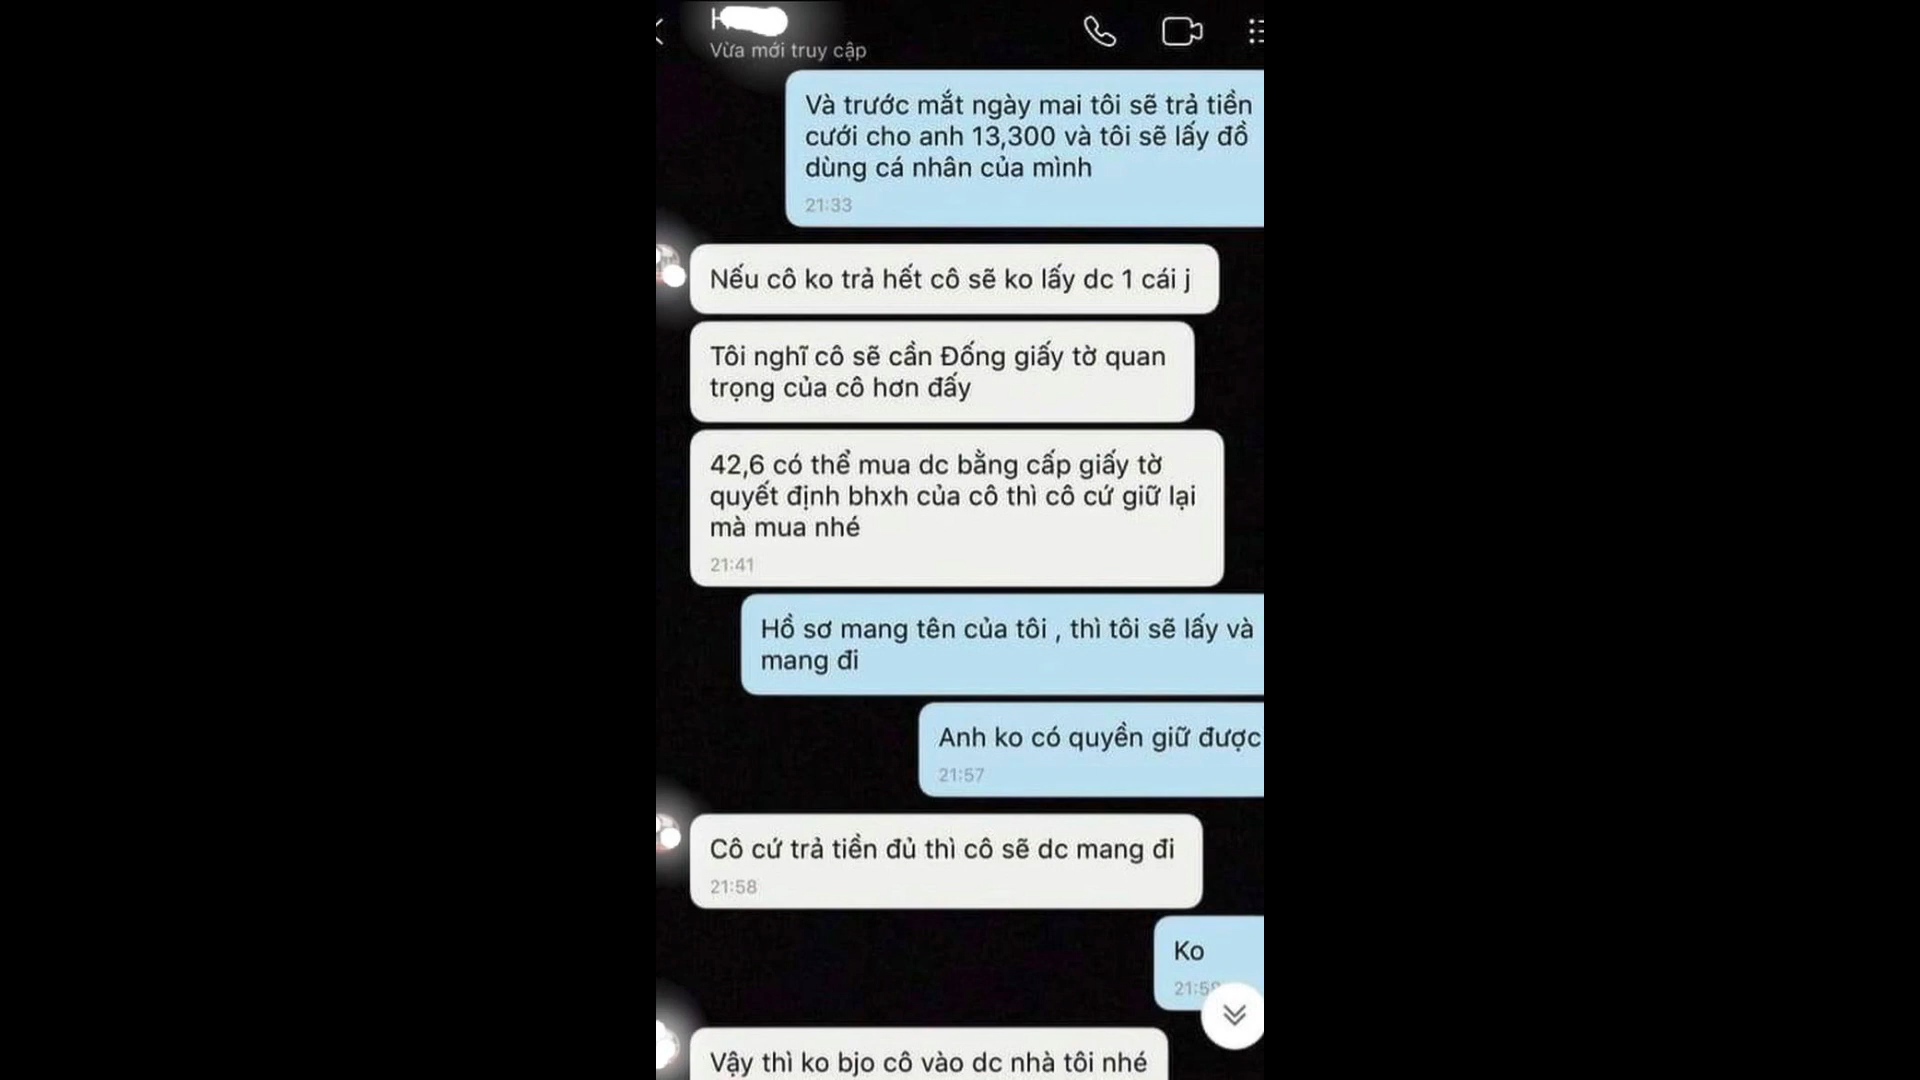 H
Vừa mới truy cập
Và trước mắt ngày mai tôi sẽ trả tiền
cưới cho anh 13,300 và tôi sẽ lấy đồ
dùng cá nhân của mình
21:33
Nếu cô ko trả hết cô sẽ ko lấy dc 1 cái j
Tôi nghĩ cô sẽ cần Đống giấy tờ quan
trọng của cô hơn đấy
42,6 có thể mua dc bằng cấp giấy tờ
quyết định bhxh của cô thì cô cứ giữ lại
mà mua nhé
21:41
Hồ sơ mang tên của tôi , thì tôi sẽ lấy và
mang đi
Anh ko có quyền giữ được
21:57
Cô cứ trả tiền đủ thì cô sẽ dc mang đi
21:58
Ko
Vậy thì ko bjo cô vào dc nhà tôi nhé